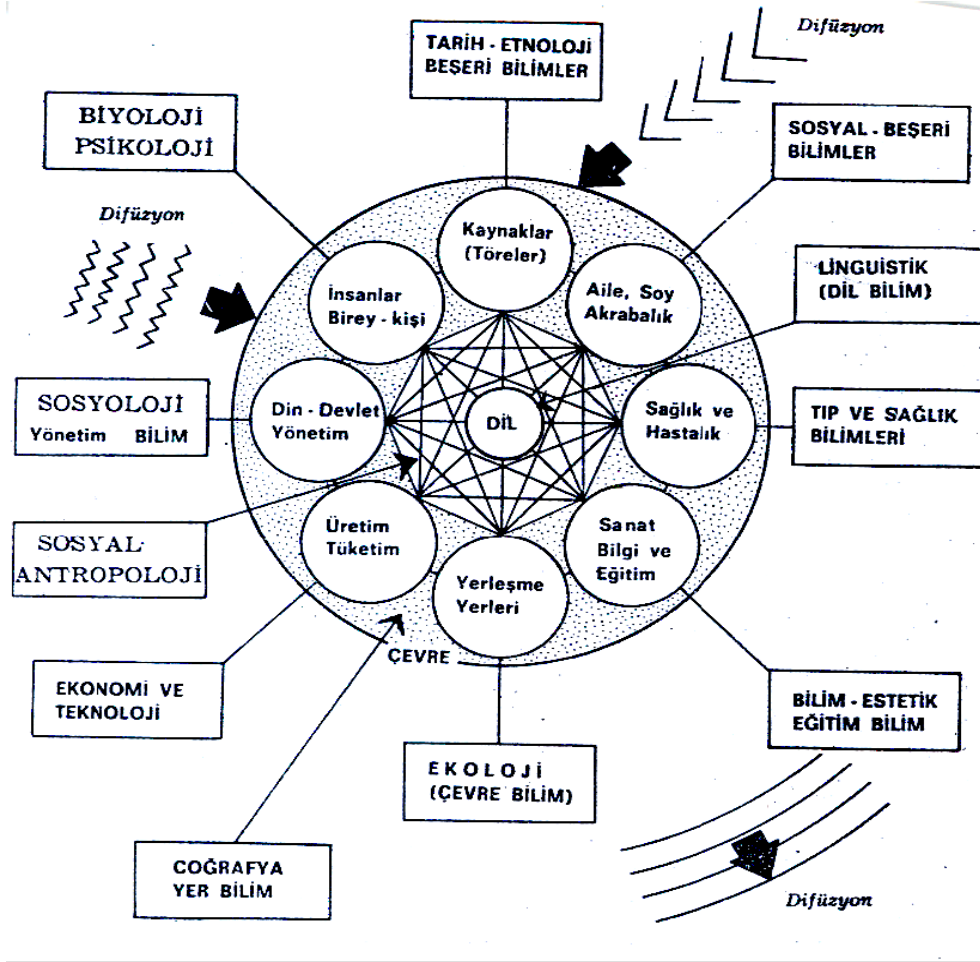 TARİH - ETNOLOJİ
BEŞERİ BİLİMLER
Difüzyon
BİYOLOJİ
PSİKOLOJİ
SOSYAL - BEŞERİ
BİLİMLER
Difüzyon
Kaynaklar
(Töreler)
İnsanlar
Birey - kişi
Aile, Soy
Akrabalık
LİNGUİSTİK
(DİL BİLİM)
SOSYOLOJİ
Yönetim BİLİM
Din - Devlet
Yönetim
DİL
Sağlık ve
Hastalık
TIP VE SAĞLIK
BİLİMLERİ
SOSYAL
ANTROPOLOJİ
Üretim
Tüketim
Sanat
Bilgi ve
Eğitim
Yerleşme
Yerleri
ÇEVRE
EKONOMİ VE
TEKNOLOJİ
BİLİM - ESTETİK
EĞİTİM BİLİM
EKOLOJİ
(ÇEVRE BİLİM)
COĞRAFYA
YER BİLİM
Difüzyon